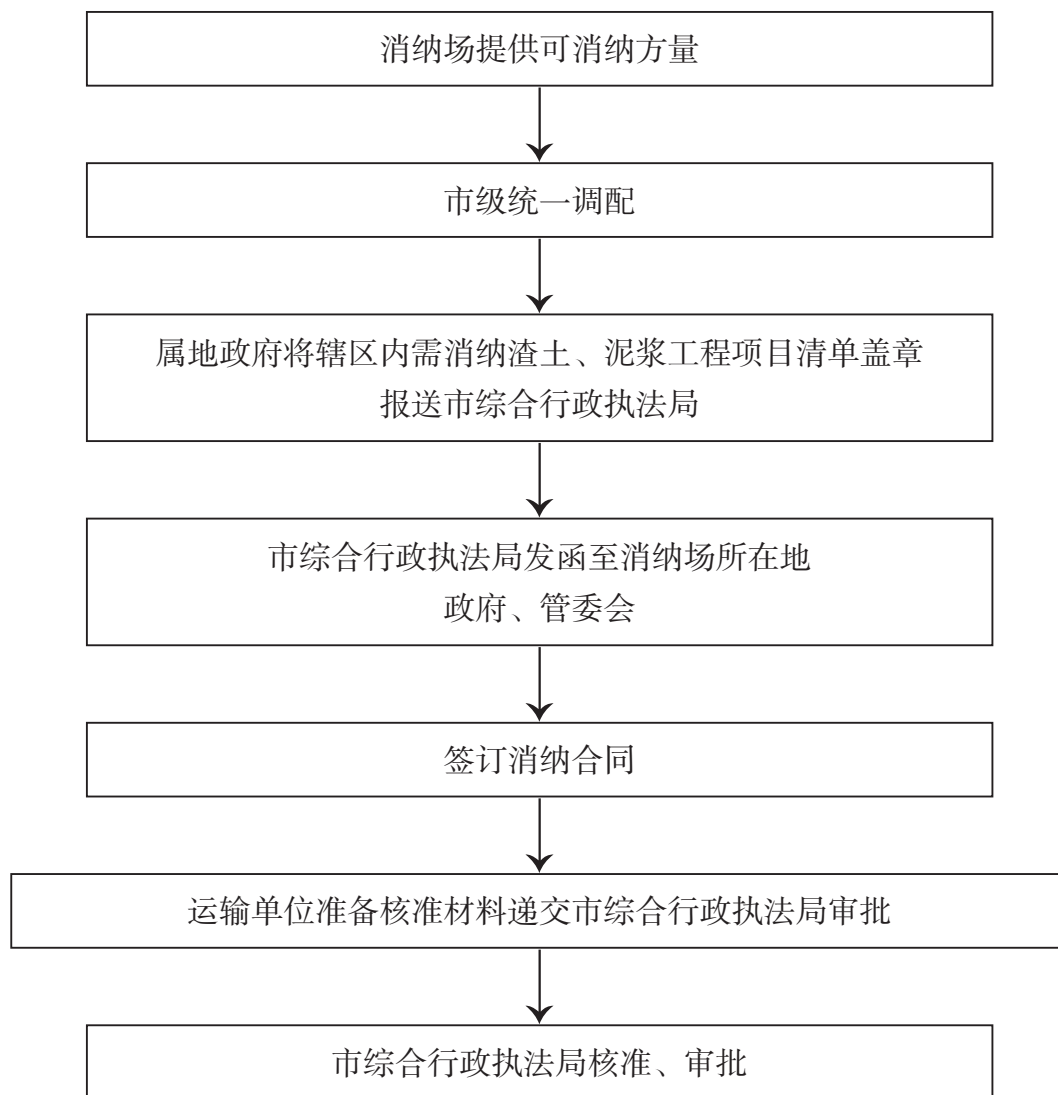 消纳场提供可消纳方量
市级统一调配
属地政府将辖区内需消纳渣土、泥浆工程项目清单盖章
报送市综合行政执法局
市综合行政执法局发函至消纳场所在地
政府、管委会
签订消纳合同
运输单位准备核准材料递交市综合行政执法局审批
市综合行政执法局核准、审批